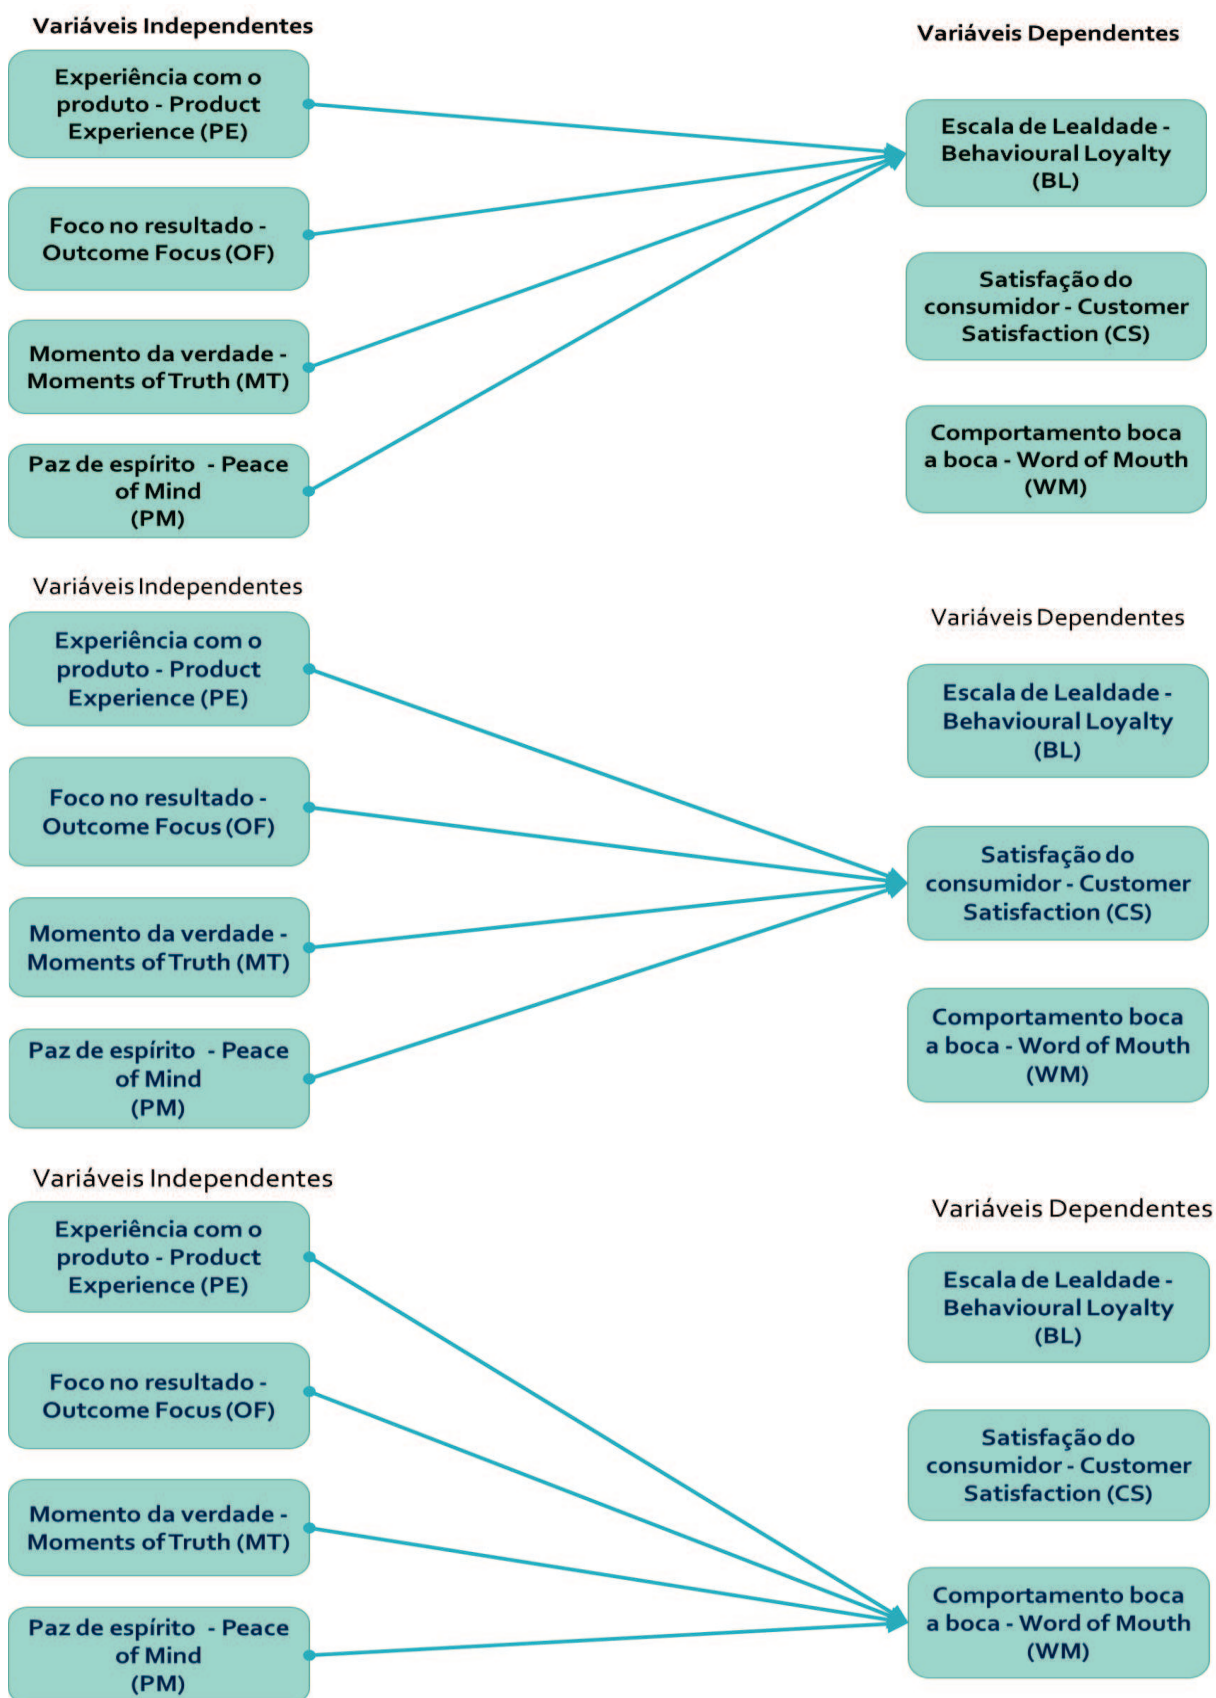 Variáveis Independentes
Experiência com o
produto - Product
Experience (PE)
Foco no resultado -
Outcome Focus (OF)
Momento da verdade -
Moments of Truth (MT)
Paz de espírito - Peace
of Mind
(PM)
Variáveis Dependentes
Escala de Lealdade -
Behavioural Loyalty
(BL)
Satisfação do
consumidor - Customer
Satisfaction (CS)
Comportamento boca
a boca - Word of Mouth
(WM)
Variáveis Independentes
Experiência com o
produto - Product
Experience (PE)
Foco no resultado -
Outcome Focus (OF)
Momento da verdade -
Moments of Truth (MT)
Paz de espírito - Peace
of Mind
(PM)
Variáveis Dependentes
Escala de Lealdade -
Behavioural Loyalty
(BL)
Satisfação do
consumidor - Customer
Satisfaction (CS)
Comportamento boca
a boca - Word of Mouth
(WM)
Variáveis Independentes
Experiência com o
produto - Product
Experience (PE)
Foco no resultado -
Outcome Focus (OF)
Momento da verdade -
Moments of Truth (MT)
Paz de espírito - Peace
of Mind
(PM)
Variáveis Dependentes
Escala de Lealdade -
Behavioural Loyalty
(BL)
Satisfação do
consumidor - Customer
Satisfaction (CS)
Comportamento boca
a boca - Word of Mouth
(WM)